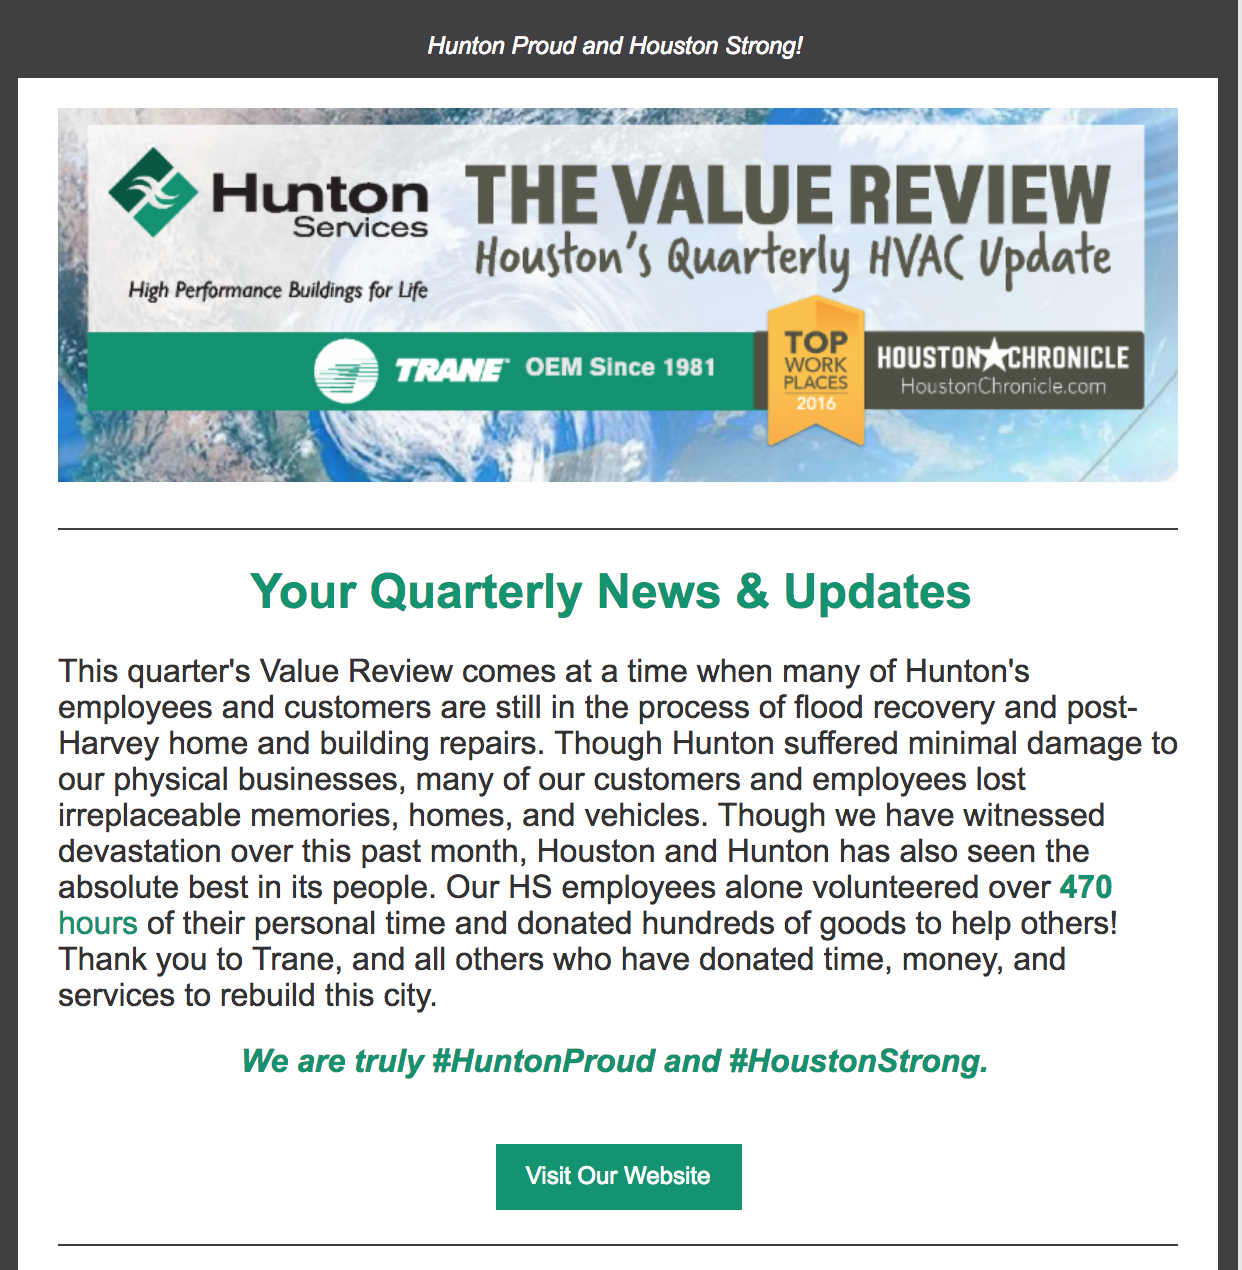 Hunton Proud and Houston Strong!
Hunton
Services
High Performance Buildings for Life
THE VALUE REVIEW
Houston's Quarterly HVAC Update
TRANE™ OEM Since 1981
TOP
WORK
PLACES
2016
HOUSTON★CHRONICLE
HoustonChronicle.com
Your Quarterly News & Updates
This quarter's Value Review comes at a time when many of Hunton's
employees and customers are still in the process of flood recovery and post-
Harvey home and building repairs. Though Hunton suffered minimal damage to
our physical businesses, many of our customers and employees lost
irreplaceable memories, homes, and vehicles. Though we have witnessed
devastation over this past month, Houston and Hunton has also seen the
absolute best in its people. Our HS employees alone volunteered over 470
hours of their personal time and donated hundreds of goods to help others!
Thank you to Trane, and all others who have donated time, money, and
services to rebuild this city.
We are truly #HuntonProud and #HoustonStrong.
Visit Our Website